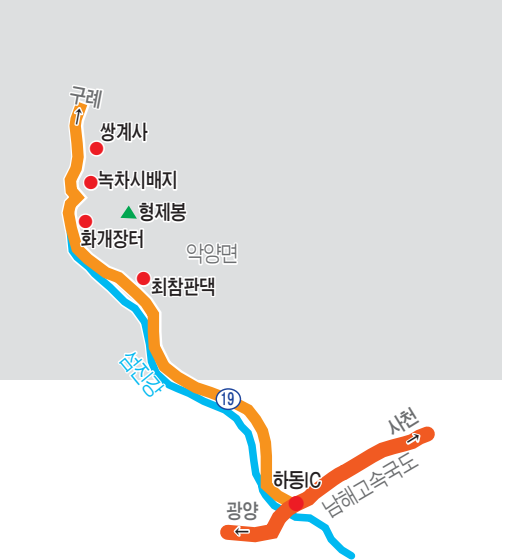 구례
쌍계사
녹차시배지
형제봉
화개장터
악양면
최참판댁
섬진강
19
사천
하동IC
남해고속국도
광양